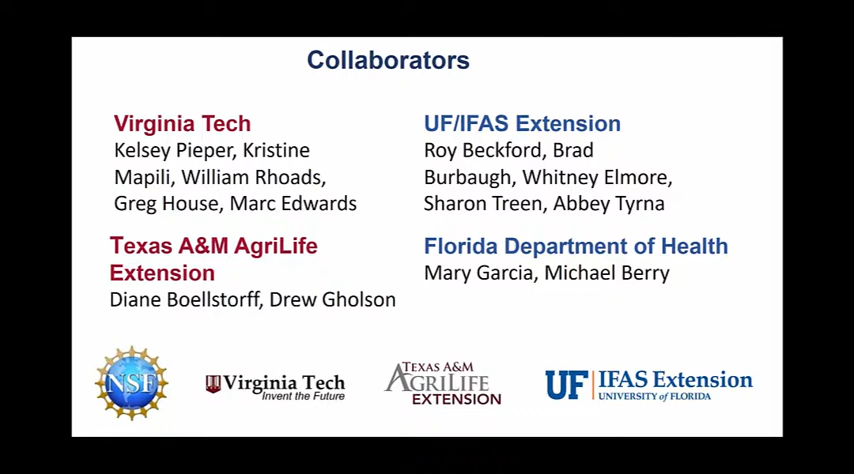 Collaborators
Virginia Tech
Kelsey Pieper, Kristine
Mapili, William Rhoads,
Greg House, Marc Edwards
Texas A&M AgriLife
Extension
Diane Boellstorff, Drew Gholson
UF/IFAS Extension
Roy Beckford, Brad
Burbaugh, Whitney Elmore,
Sharon Treen, Abbey Tyrna
Florida Department of Health
Mary Garcia, Michael Berry
NSF
Virginia Tech
Invent the Future
TEXAS A&M
AGRILIFE
EXTENSION
UF IFAS Extension
UNIVERSITY of FLORIDA